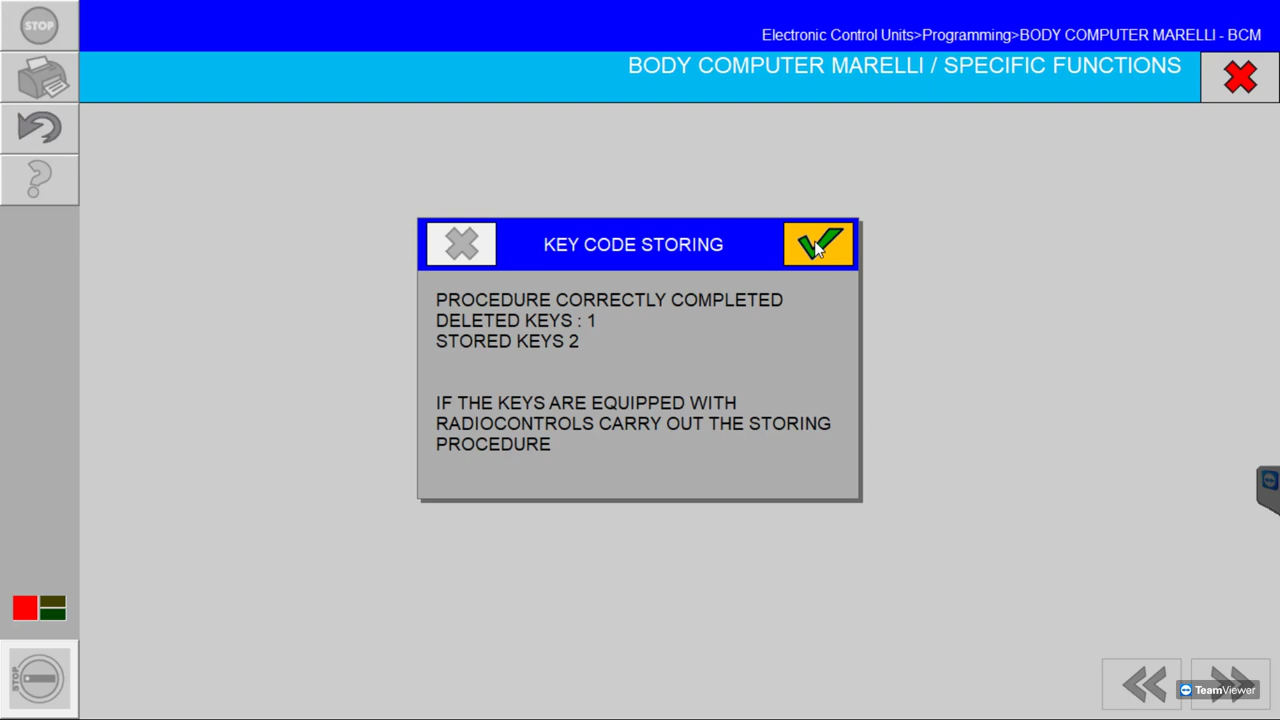 STOP
Electronic Control Units>Programming>BODY COMPUTER MARELLI - BCM
BODY COMPUTER MARELLI / SPECIFIC FUNCTIONS
KEY CODE STORING
PROCEDURE CORRECTLY COMPLETED
DELETED KEYS : 1
STORED KEYS 2
IF THE KEYS ARE EQUIPPED WITH
RADIOCONTROLS CARRY OUT THE STORING
PROCEDURE
STOP
TeamViewer